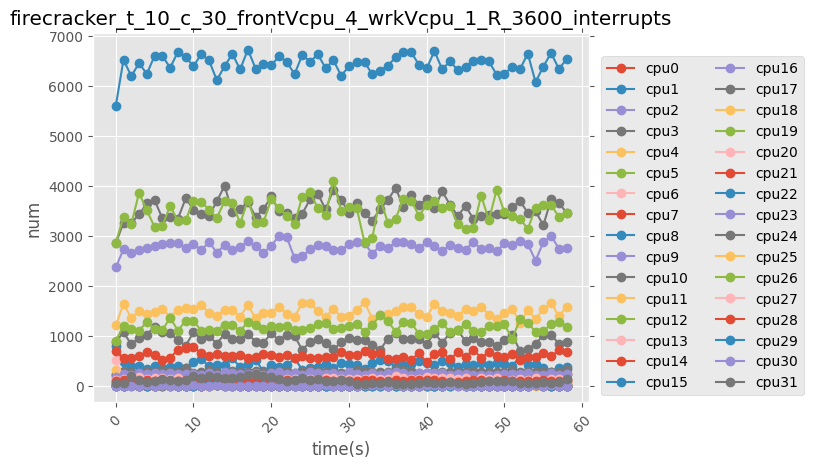 firecracker_t_10_c_30_frontVcpu_4_wrkVcpu_1_R_3600_interrupts
7000
6000
5000
4000
3000
2000
1000
0
num
0
10
20
30
40
50
60
time(s)
cpu0
cpu1
cpu2
cpu3
cpu4
cpu5
cpu6
cpu7
cpu8
cpu9
cpu10
cpu11
cpu12
cpu13
cpu14
cpu15
cpu16
cpu17
cpu18
cpu19
cpu20
cpu21
cpu22
cpu23
cpu24
cpu25
cpu26
cpu27
cpu28
cpu29
cpu30
cpu31